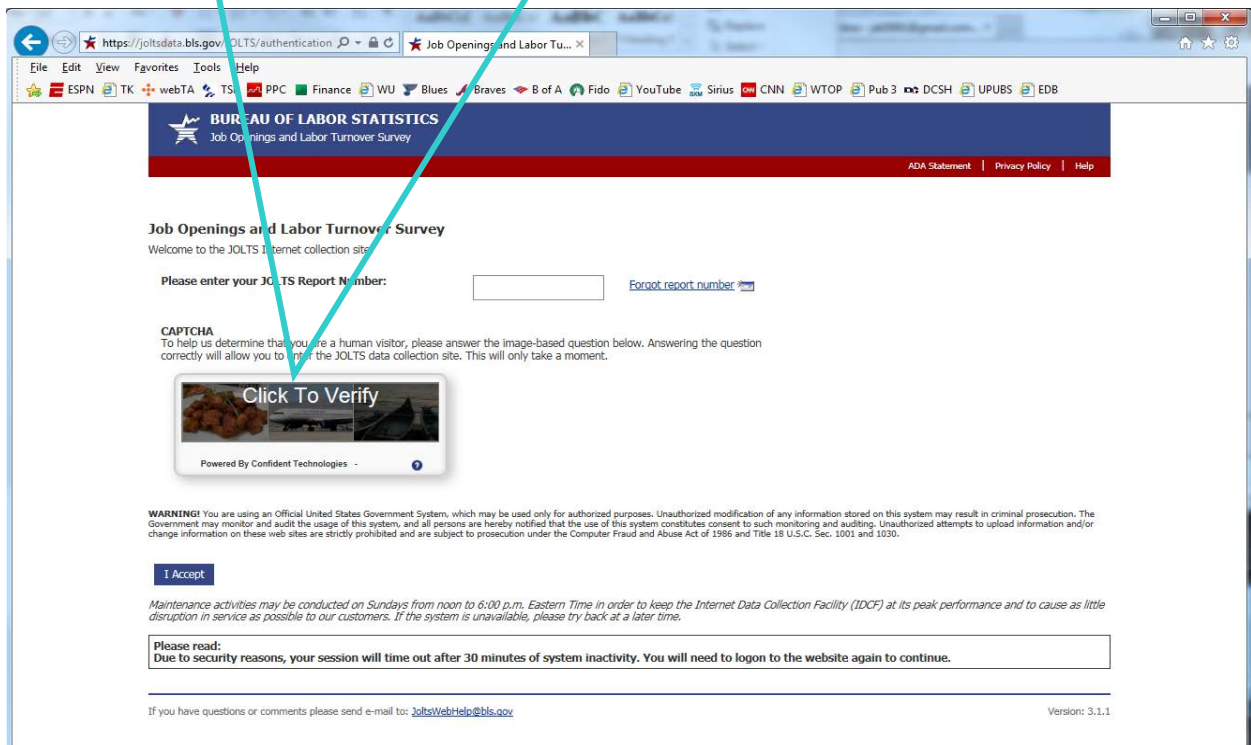 https://joltsdata.bls.gov/JOLTS/authentication
Job Openings and Labor Tu...
File Edit View Favorites Tools Help
ESPN TK webTA PPC Finance WU Blues Braves B of A Fido YouTube Sirius CNN WTOP Pub 3 DCSH UPUBS EDB
BUREAU OF LABOR STATISTICS
Job Openings and Labor Turnover Survey
ADA Statement | Privacy Policy | Help
Job Openings and Labor Turnover Survey
Welcome to the JOLTS Internet collection site
Please enter your JOLTS Report Number:
Forgot report number
CAPTCHA
To help us determine that you are a human visitor, please answer the image-based question below. Answering the question
correctly will allow you to enter the JOLTS data collection site. This will only take a moment.
Click To Verify
Powered By Confident Technologies -
WARNING! You are using an Official United States Government System, which may be used only for authorized purposes. Unauthorized modification of any information stored on this system may result in criminal prosecution. The
Government may monitor and audit the usage of this system, and all persons are hereby notified that the use of this system constitutes consent to such monitoring and auditing. Unauthorized attempts to upload information and/or
change information on these web sites are strictly prohibited and are subject to prosecution under the Computer Fraud and Abuse Act of 1986 and Title 18 U.S.C. Sec. 1001 and 1030.
I Accept
Maintenance activities may be conducted on Sundays from noon to 6:00 p.m. Eastern Time in order to keep the Internet Data Collection Facility (IDCF) at its peak performance and to cause as little
disruption in service as possible to our customers. If the system is unavailable, please try back at a later time.
Please read:
Due to security reasons, your session will time out after 30 minutes of system inactivity. You will need to logon to the website again to continue.
If you have questions or comments please send e-mail to: JoltsWebHelp@bls.gov
Version: 3.1.1